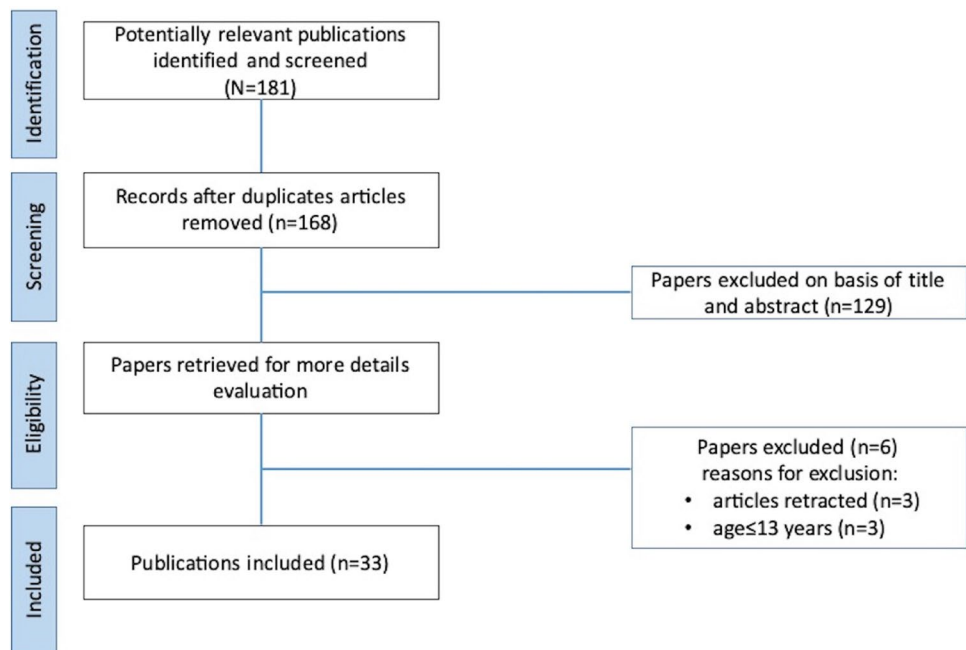 Identification
Potentially relevant publications
identified and screened
(N=181)
Screening
Records after duplicates articles
removed (n=168)
Papers excluded on basis of title
and abstract (n=129)
Eligibility
Papers retrieved for more details
evaluation
Papers excluded (n=6)
reasons for exclusion:
• articles retracted (n=3)
• age≤13 years (n=3)
Included
Publications included (n=33)